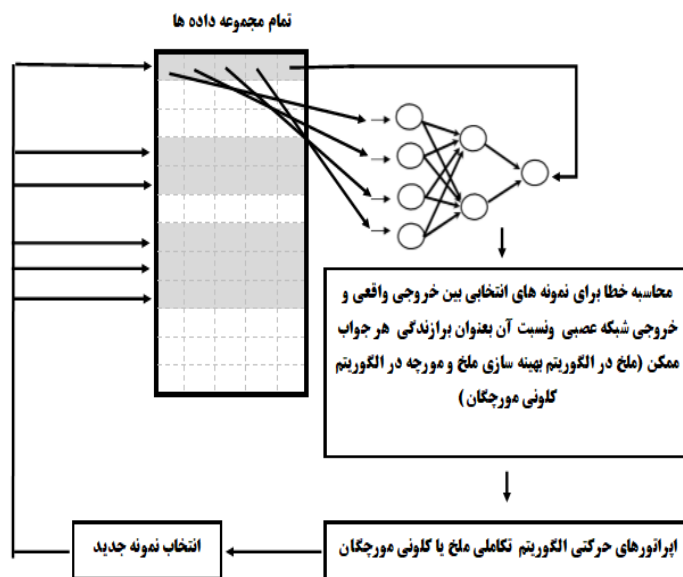 تمام مجموعه داده ها
محاسبه خطا برای نمونه های انتخابی بین خروجی واقعی و
خروجی شبکه عصبی ونسبت آن بعنوان برازندگی هر جواب
ممکن (ملخ در الگوریتم بهینه سازی ملخ و مورچه در الگوریتم
کلونی مورچگان )
اپراتورهای حرکتی الگوریتم تکاملی ملخ یا کلونی مورچگان
انتخاب نمونه جدید